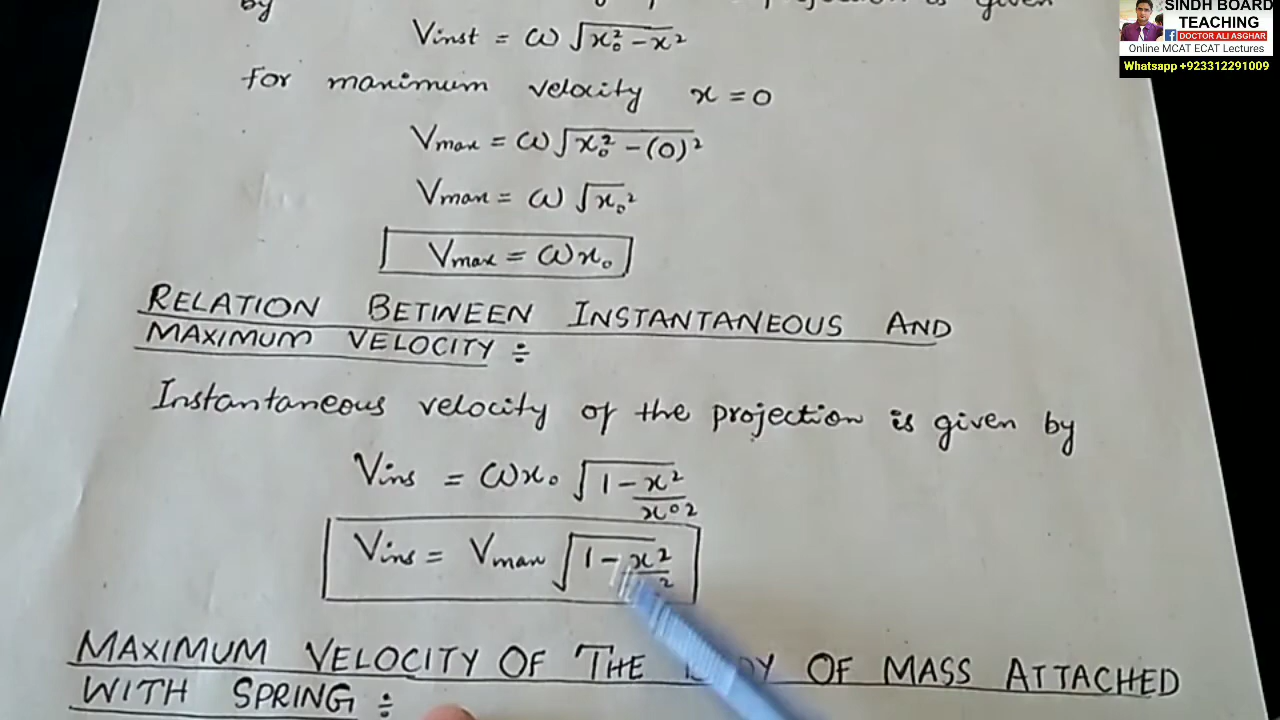 SINDH BOARD
TEACHING
DOCTOR ALI ASGHAR
Online MCAT ECAT Lectures
Whatsapp +923312291009
by is given
Vinst = ω √x₀² – x²
for maximum velocity x = 0
Vmax = ω √x₀² – (0)²
Vmax = ω √x₀²
Vmax = ωx₀
RELATION BETWEEN INSTANTANEOUS AND
MAXIMUM VELOCITY ÷
Instantaneous velocity of the projection is given by
Vins = ωx₀ √1 – x²/x₀²
Vins = Vmax √1 – x²/ ²
MAXIMUM VELOCITY OF THE OF MASS ATTACHED
WITH SPRING ÷